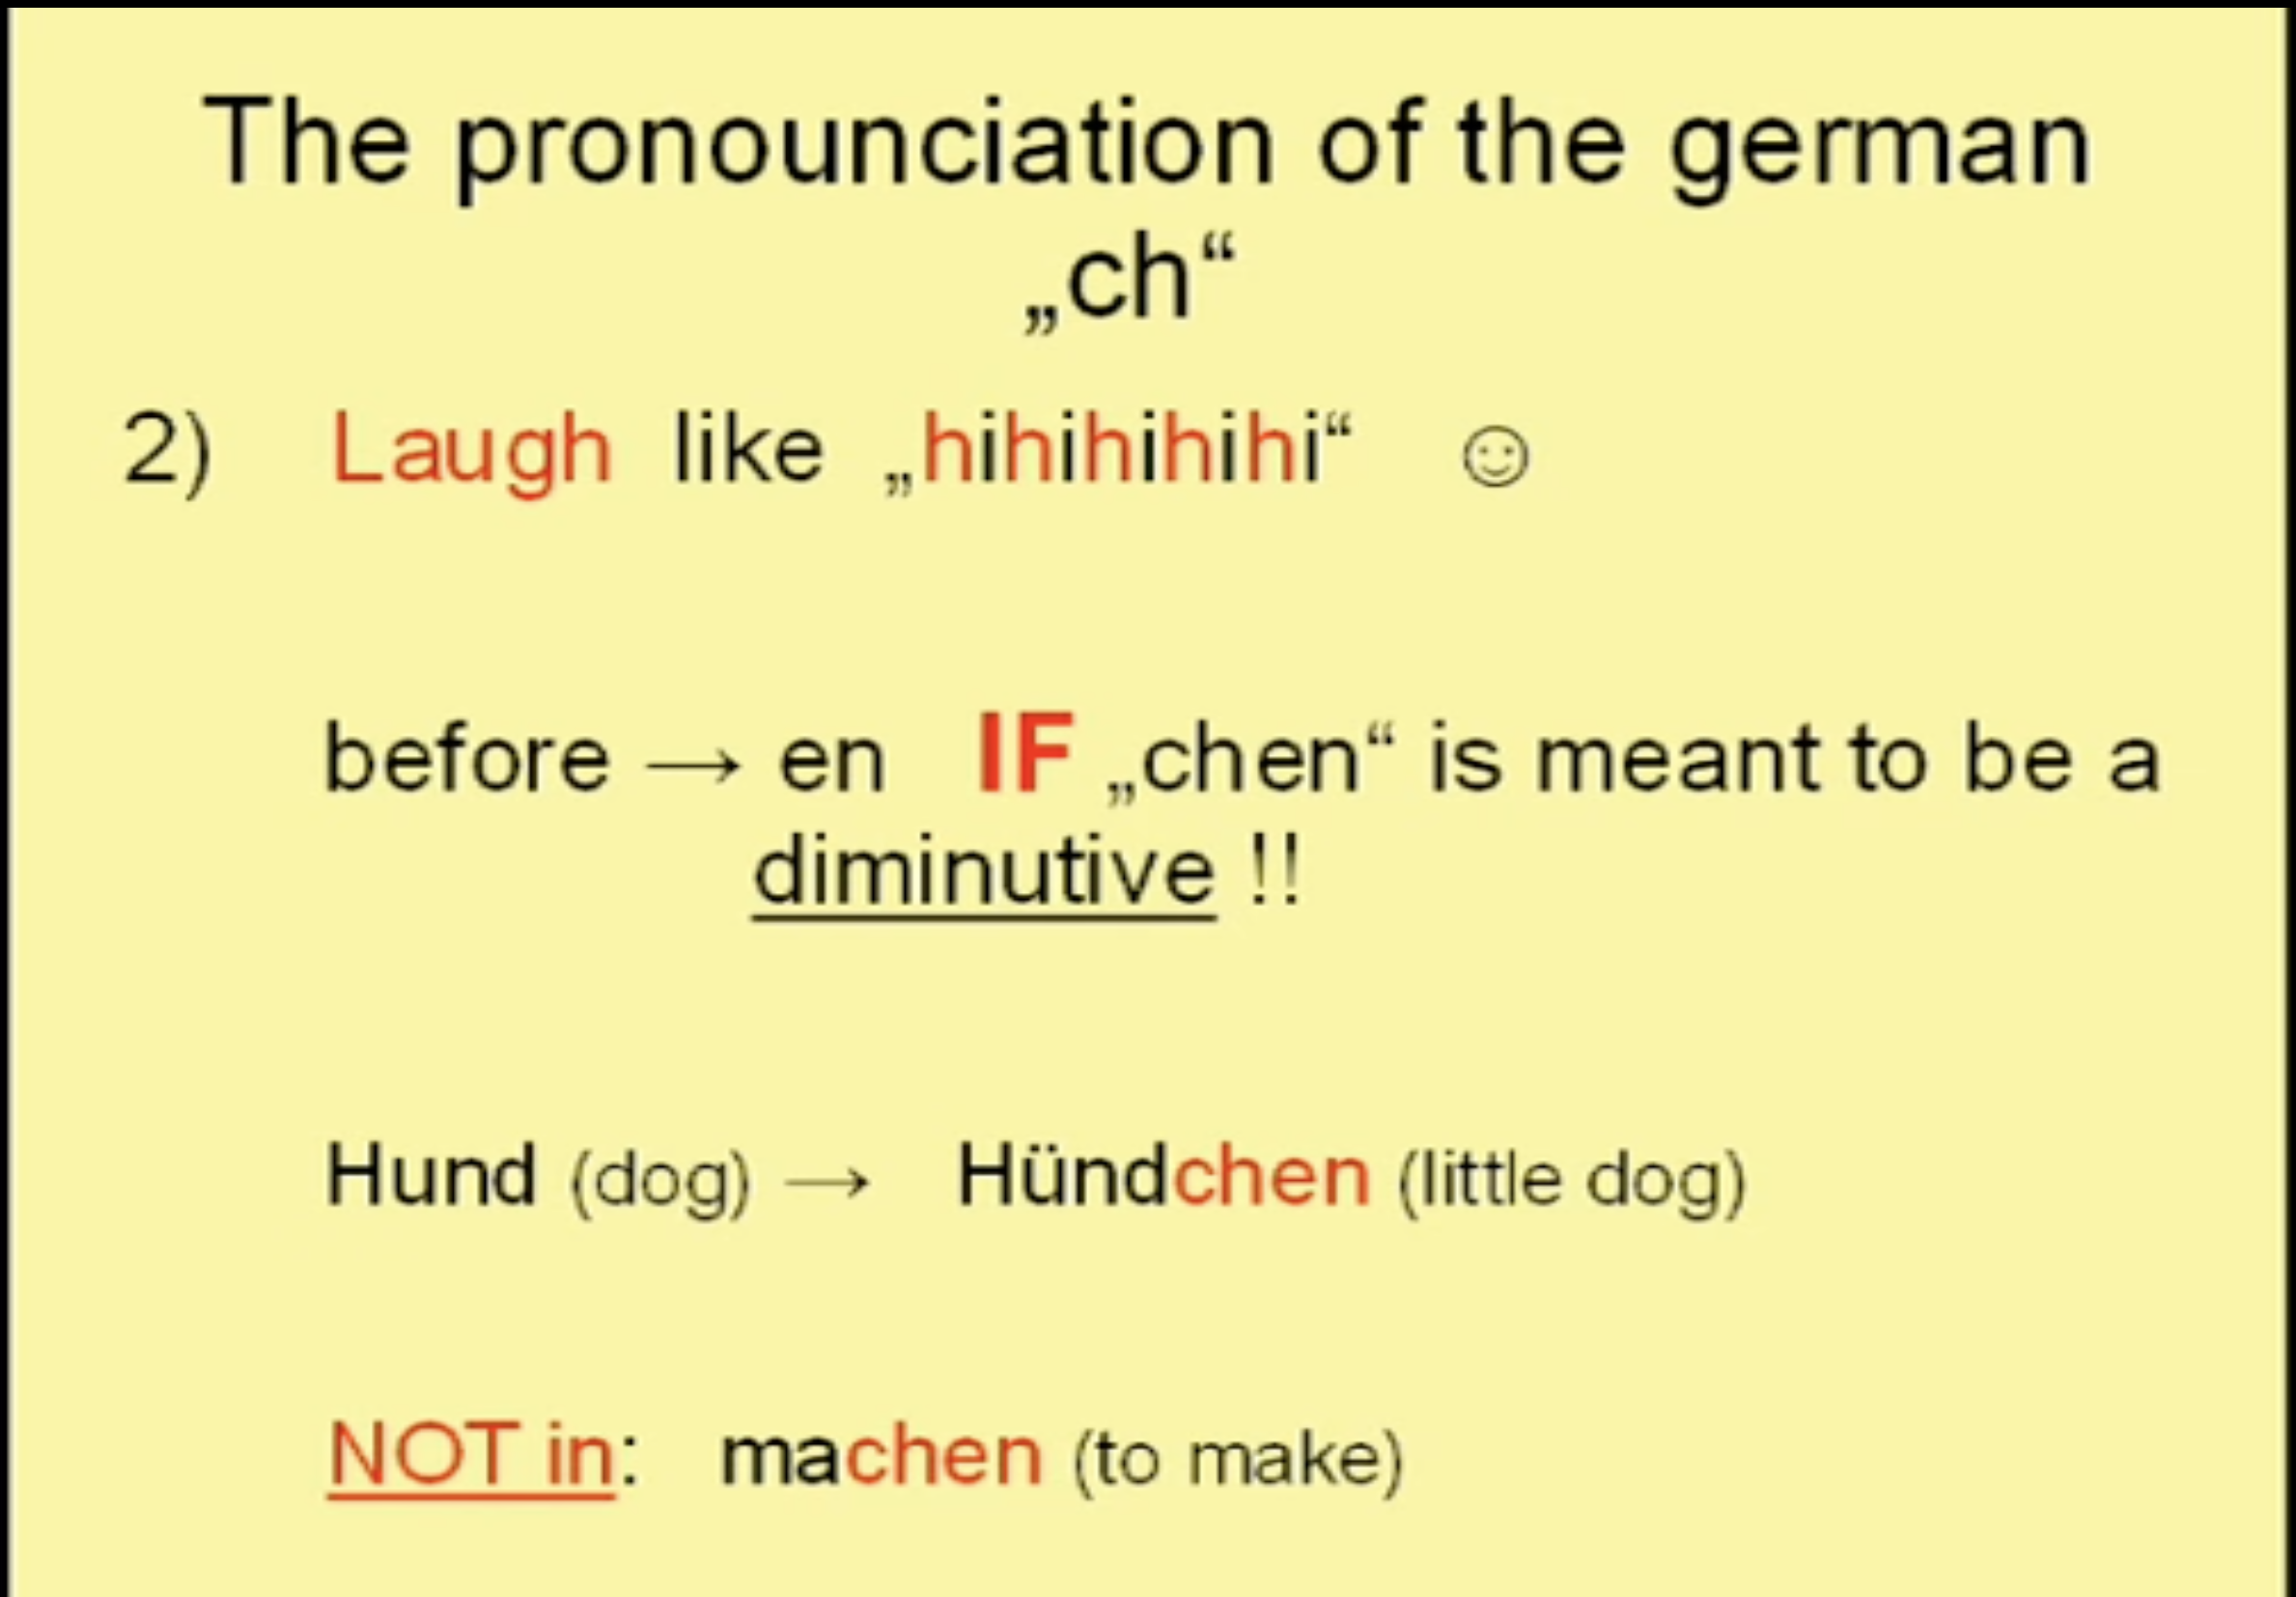 The pronounciation of the german
„ch“
2) Laugh like „hihihihihi“ ☺
before → en IF „chen“ is meant to be a
diminutive !!
Hund (dog) → Hündchen (little dog)
NOT in: machen (to make)